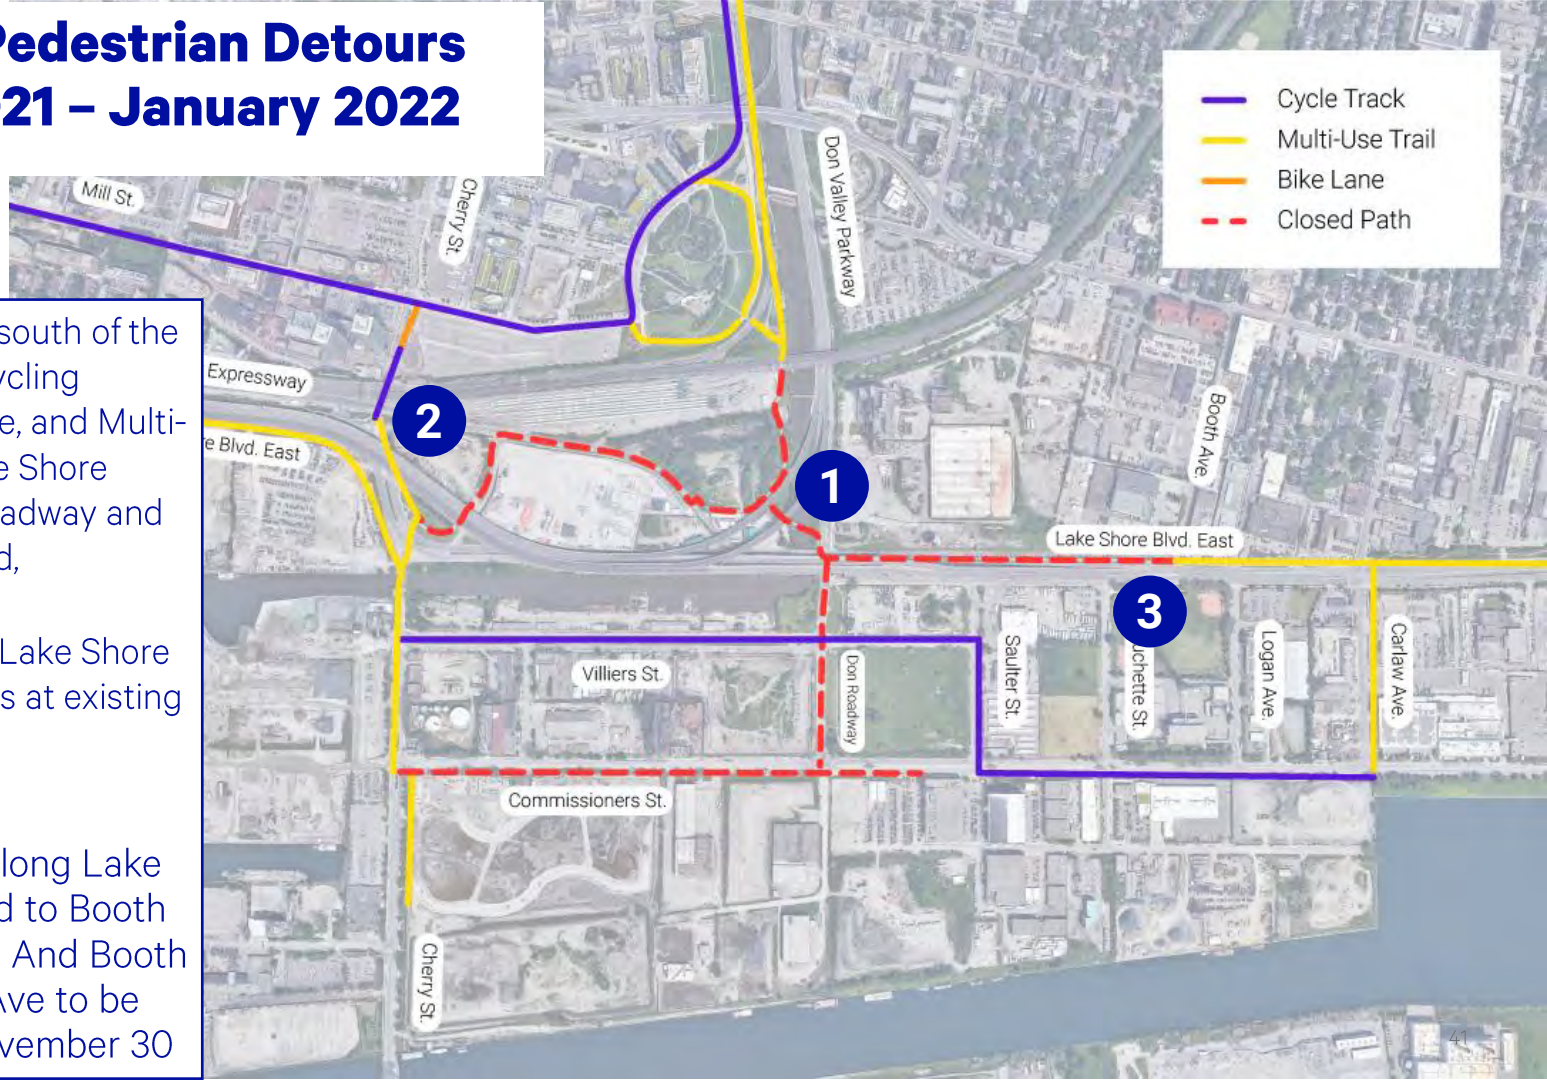 Pedestrian Detours
21 – January 2022
Cycle Track
Multi-Use Trail
Bike Lane
Closed Path
Mill St.
Cherry St.
Don Valley Parkway
south of the
ycling
e, and Multi-
e Shore
adway and
d,
Lake Shore
s at existing
long Lake
d to Booth
And Booth
Ave to be
vember 30
Expressway
e Blvd. East
2
1
Booth Ave.
Lake Shore Blvd. East
3
Villiers St.
Don Roadway
Saulter St.
uchette St.
Logan Ave.
Carlaw Ave.
Commissioners St.
Cherry St.
41